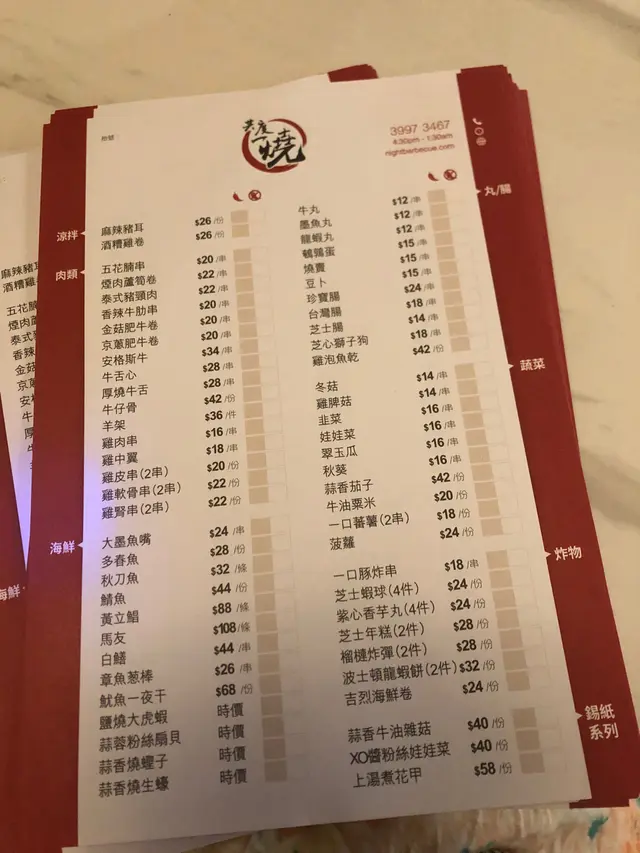 枱號：
共度一燒
3997 3467
4:30pm - 1:30am
nightbarbecue.com
涼拌
麻辣豬耳 $26 /份
酒糟雞卷 $26 /份
肉類
五花腩串 $20 /串
煙肉蘆筍卷 $22 /串
泰式豬頸肉 $22 /串
香辣牛肋串 $20 /串
金菇肥牛卷 $20 /串
京蔥肥牛卷 $20 /串
安格斯牛 $34 /串
牛舌心 $28 /串
厚燒牛舌 $28 /串
牛仔骨 $42 /份
羊架 $36 /件
雞肉串 $16 /串
雞中翼 $18 /串
雞皮串(2串) $20 /份
雞軟骨串(2串) $22 /份
雞腎串(2串) $22 /份
海鮮
大墨魚嘴 $24 /串
多春魚 $28 /份
秋刀魚 $32 /條
鯖魚 $44 /份
黃立鯧 $88 /條
馬友 $108/條
白鱔 $44 /串
章魚蔥棒 $26 /串
魷魚一夜干 $68 /份
鹽燒大虎蝦 時價
蒜蓉粉絲扇貝 時價
蒜香燒蟶子 時價
蒜香燒生蠔 時價
丸/腸
牛丸 $12 /串
墨魚丸 $12 /串
龍蝦丸 $12 /串
鵪鶉蛋 $15 /串
燒賣 $15 /串
豆卜 $15 /串
珍寶腸 $24 /串
台灣腸 $18 /串
芝士腸 $14 /串
芝心獅子狗 $18 /串
雞泡魚乾 $42 /份
蔬菜
冬菇 $14 /串
雞脾菇 $14 /串
韭菜 $16 /串
娃娃菜 $16 /串
翠玉瓜 $16 /串
秋葵 $16 /串
蒜香茄子 $42 /份
牛油粟米 $20 /份
一口蕃薯(2串) $18 /份
菠蘿 $24 /份
炸物
一口豚炸串 $18 /串
芝士蝦球(4件) $24 /份
紫心香芋丸(4件) $24 /份
芝士年糕(2件) $28 /份
榴槤炸彈(2件) $28 /份
波士頓龍蝦餅(2件) $32 /份
吉烈海鮮卷 $24 /份
錫紙
系列
蒜香牛油雜菇 $40 /份
XO醬粉絲娃娃菜 $40 /份
上湯煮花甲 $58 /份